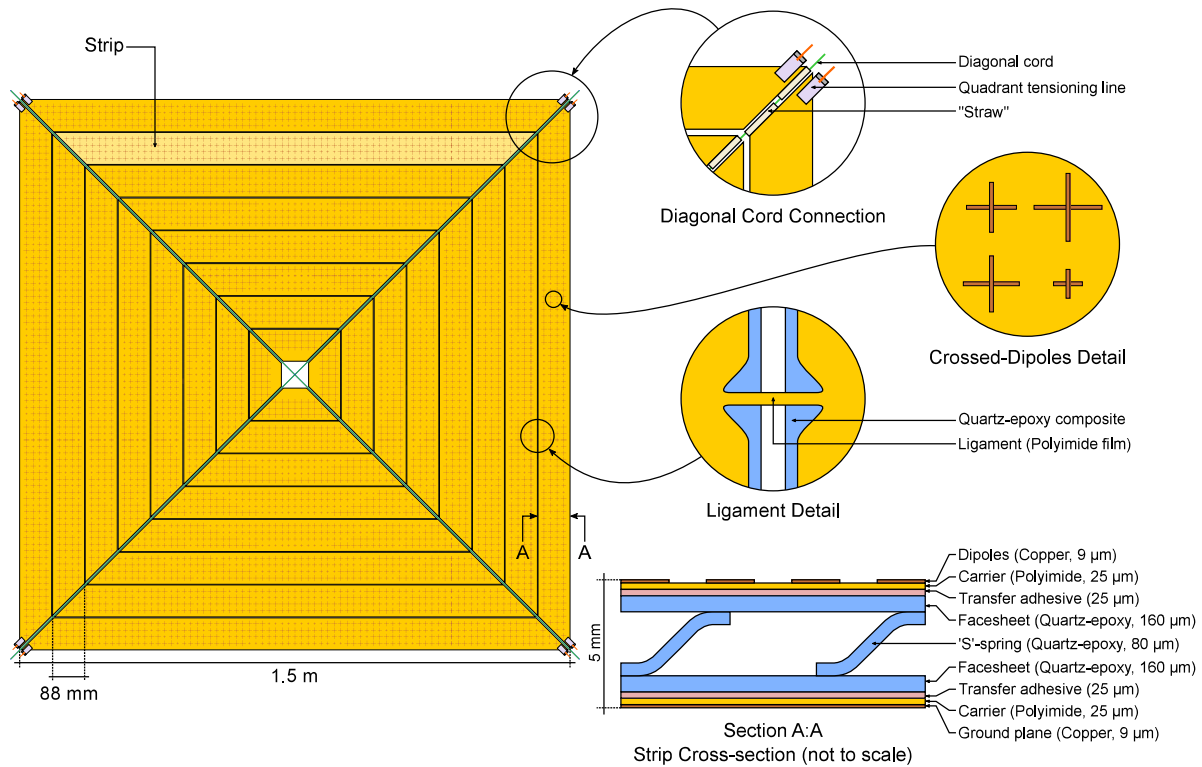 Strip
Diagonal cord
Quadrant tensioning line
"Straw"
Diagonal Cord Connection
Crossed-Dipoles Detail
Quartz-epoxy composite
Ligament (Polyimide film)
Ligament Detail
A
A
88 mm
1.5 m
5 mm
Dipoles (Copper, 9 µm)
Carrier (Polyimide, 25 µm)
Transfer adhesive (25 µm)
Facesheet (Quartz-epoxy, 160 µm)
'S'-spring (Quartz-epoxy, 80 µm)
Facesheet (Quartz-epoxy, 160 µm)
Transfer adhesive (25 µm)
Carrier (Polyimide, 25 µm)
Ground plane (Copper, 9 µm)
Section A:A
Strip Cross-section (not to scale)